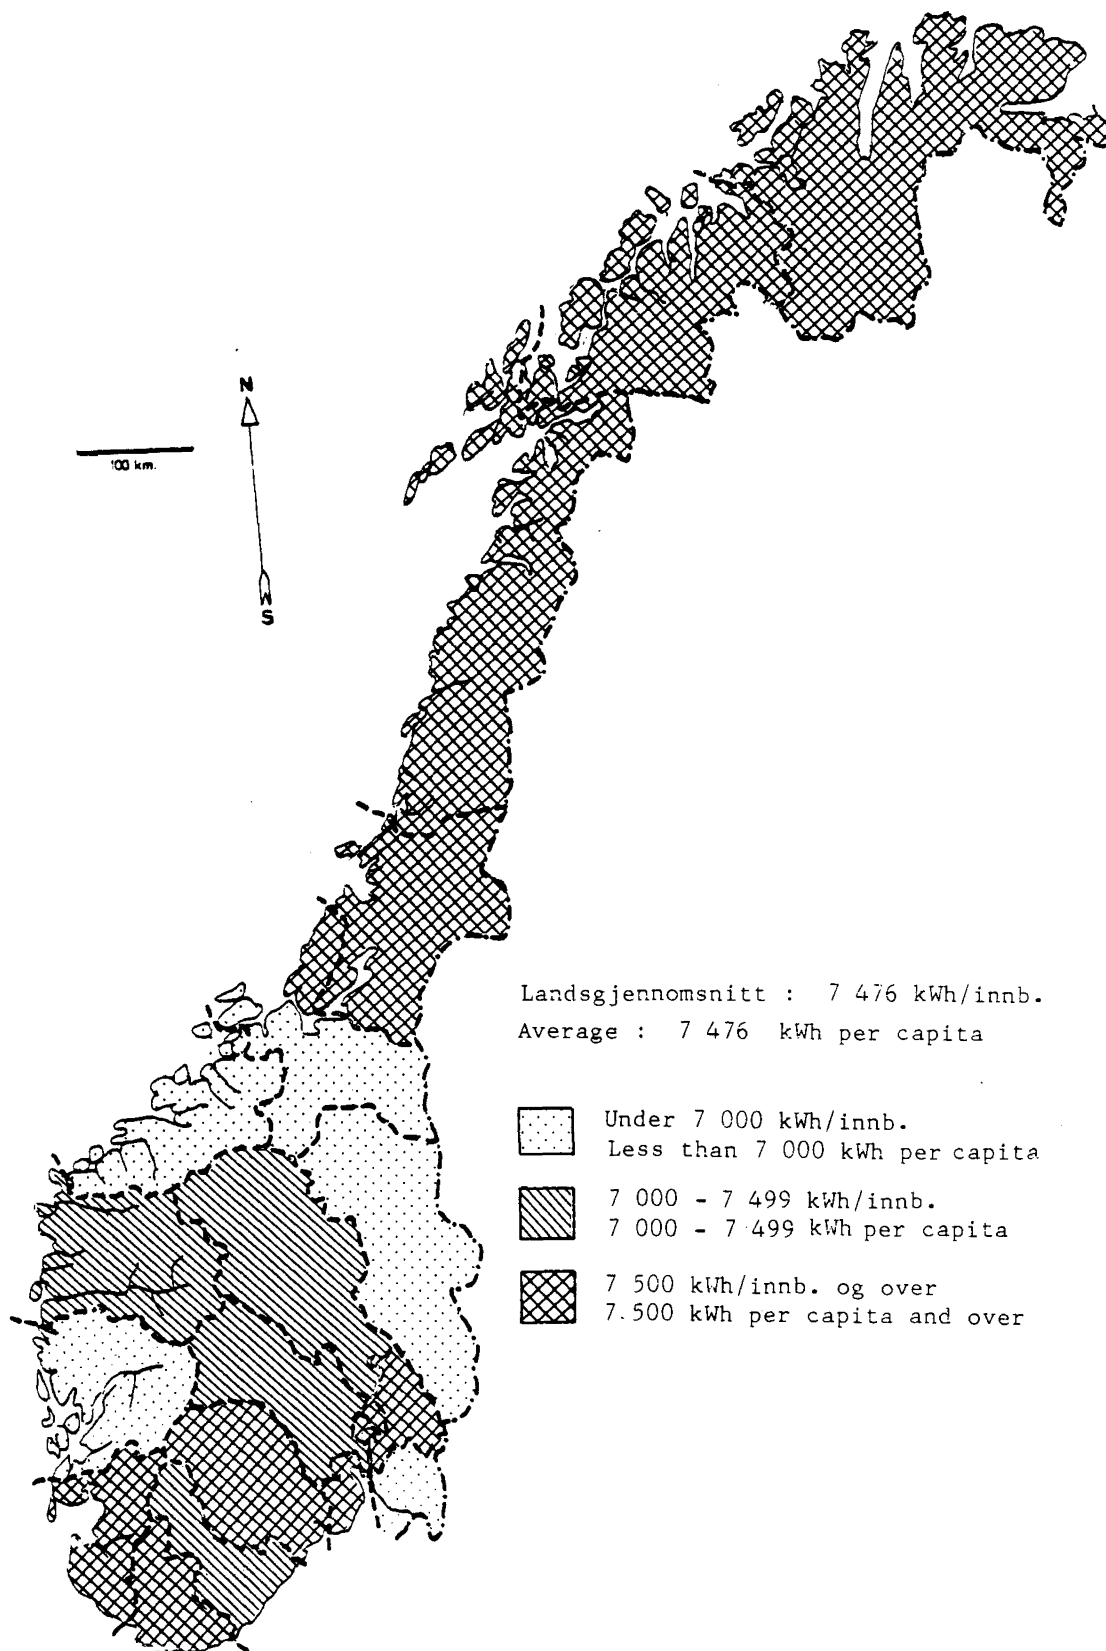 N
100 km.
S
Landsgjennomsnitt : 7 476 kWh/innb.
Average : 7 476 kWh per capita
Under 7 000 kWh/innb.
Less than 7 000 kWh per capita
7 000 - 7 499 kWh/innb.
7 000 - 7 499 kWh per capita
7 500 kWh/innb. og over
7.500 kWh per capita and over